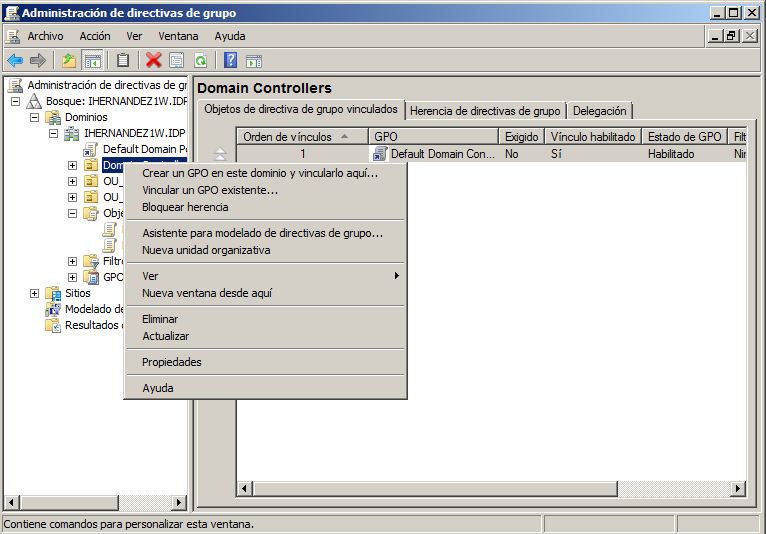 Administración de directivas de grupo
Archivo Acción Ver Ventana Ayuda
Administración de directivas de gr
Bosque: IHERNANDEZ1W.IDP
Dominios
IHERNANDEZ1W.IDP
Default Domain Po
Domain Controlle
OU_
OU_
Obje
Filtro
GPO
Sitios
Modelado de
Resultados
Domain Controllers
Objetos de directiva de grupo vinculados Herencia de directivas de grupo Delegación
Orden de vínculos GPO Exigido Vínculo habilitado Estado de GPO Filt
1 Default Domain Con... No Sí Habilitado Nin
Crear un GPO en este dominio y vincularlo aquí...
Vincular un GPO existente...
Bloquear herencia
Asistente para modelado de directivas de grupo...
Nueva unidad organizativa
Ver
Nueva ventana desde aquí
Eliminar
Actualizar
Propiedades
Ayuda
Contiene comandos para personalizar esta ventana.